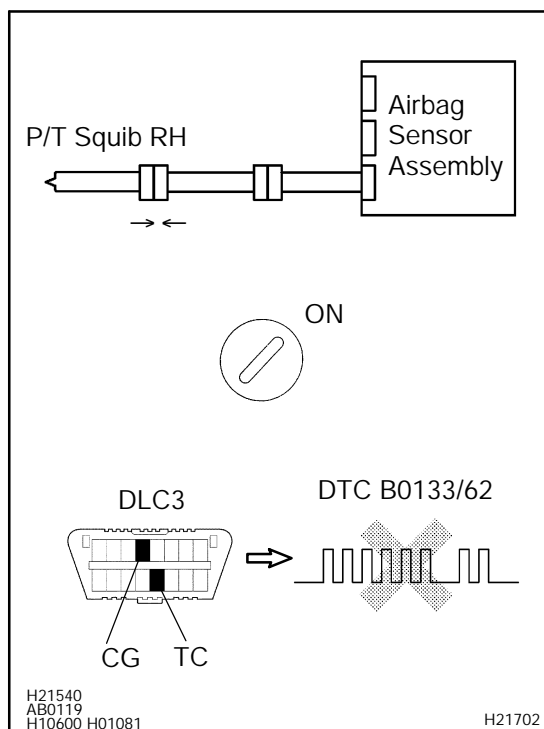 Airbag
Sensor
Assembly
P/T Squib RH
ON
DLC3
DTC B0133/62
CG
TC
H21540
AB0119
H10600 H01081
H21702